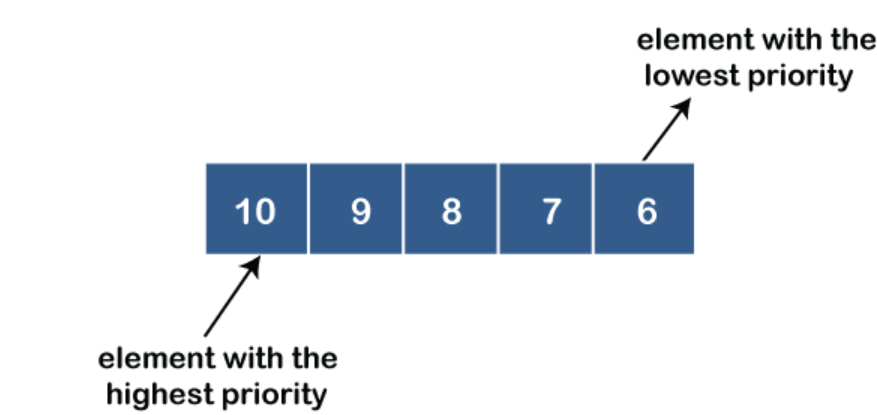 element with the
lowest priority
10 9 8 7 6
element with the
highest priority